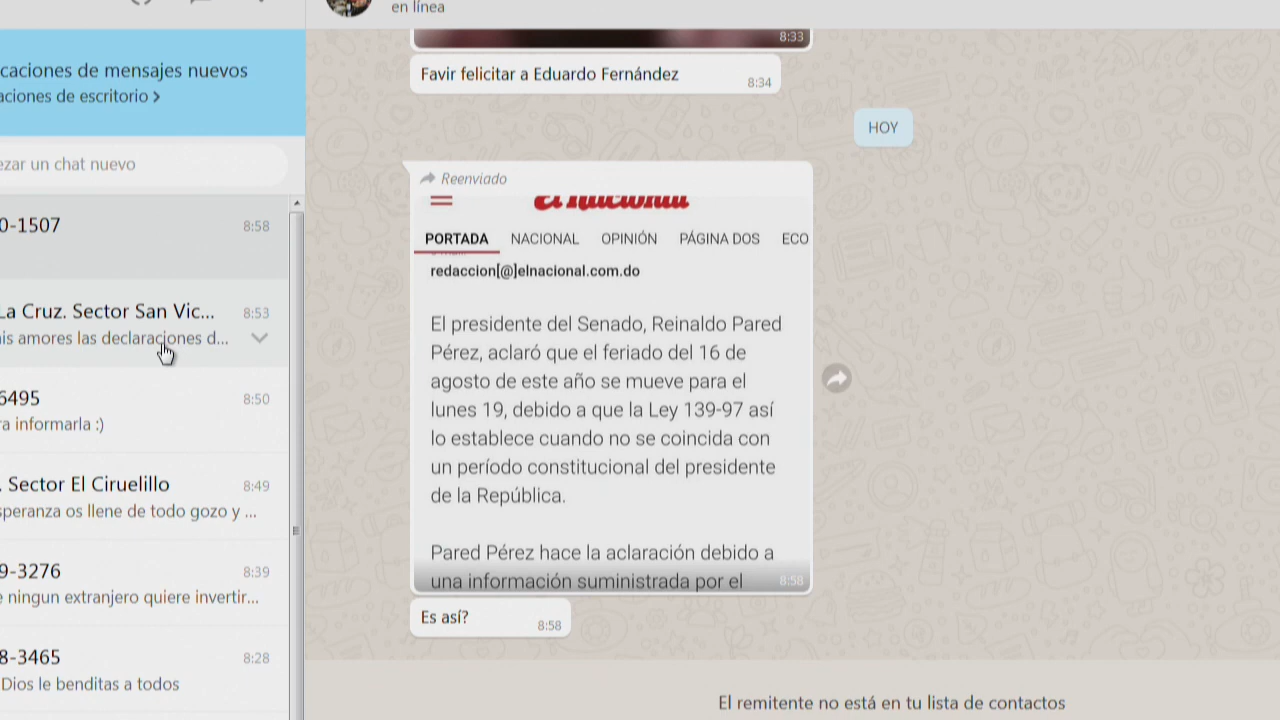 en línea
8:33
caciones de mensajes nuevos
aciones de escritorio >
Favir felicitar a Eduardo Fernández
8:34
HOY
ezar un chat nuevo
Reenviado
el nacional
PORTADA NACIONAL OPINIÓN PÁGINA DOS ECO
redaccion[@]elnacional.com.do
El presidente del Senado, Reinaldo Pared
Pérez, aclaró que el feriado del 16 de
agosto de este año se mueve para el
lunes 19, debido a que la Ley 139-97 así
lo establece cuando no se coincida con
un período constitucional del presidente
de la República.
Pared Pérez hace la aclaración debido a
una información suministrada por el
8:58
Es así?
8:58
0-1507
8:58
La Cruz. Sector San Vic...
8:53
is amores las declaraciones d...
6495
8:50
a informarla :)
. Sector El Ciruelillo
8:49
speranza os llene de todo gozo y ...
9-3276
8:39
e ningun extranjero quiere invertir...
8-3465
8:28
Dios le benditas a todos
El remitente no está en tu lista de contactos